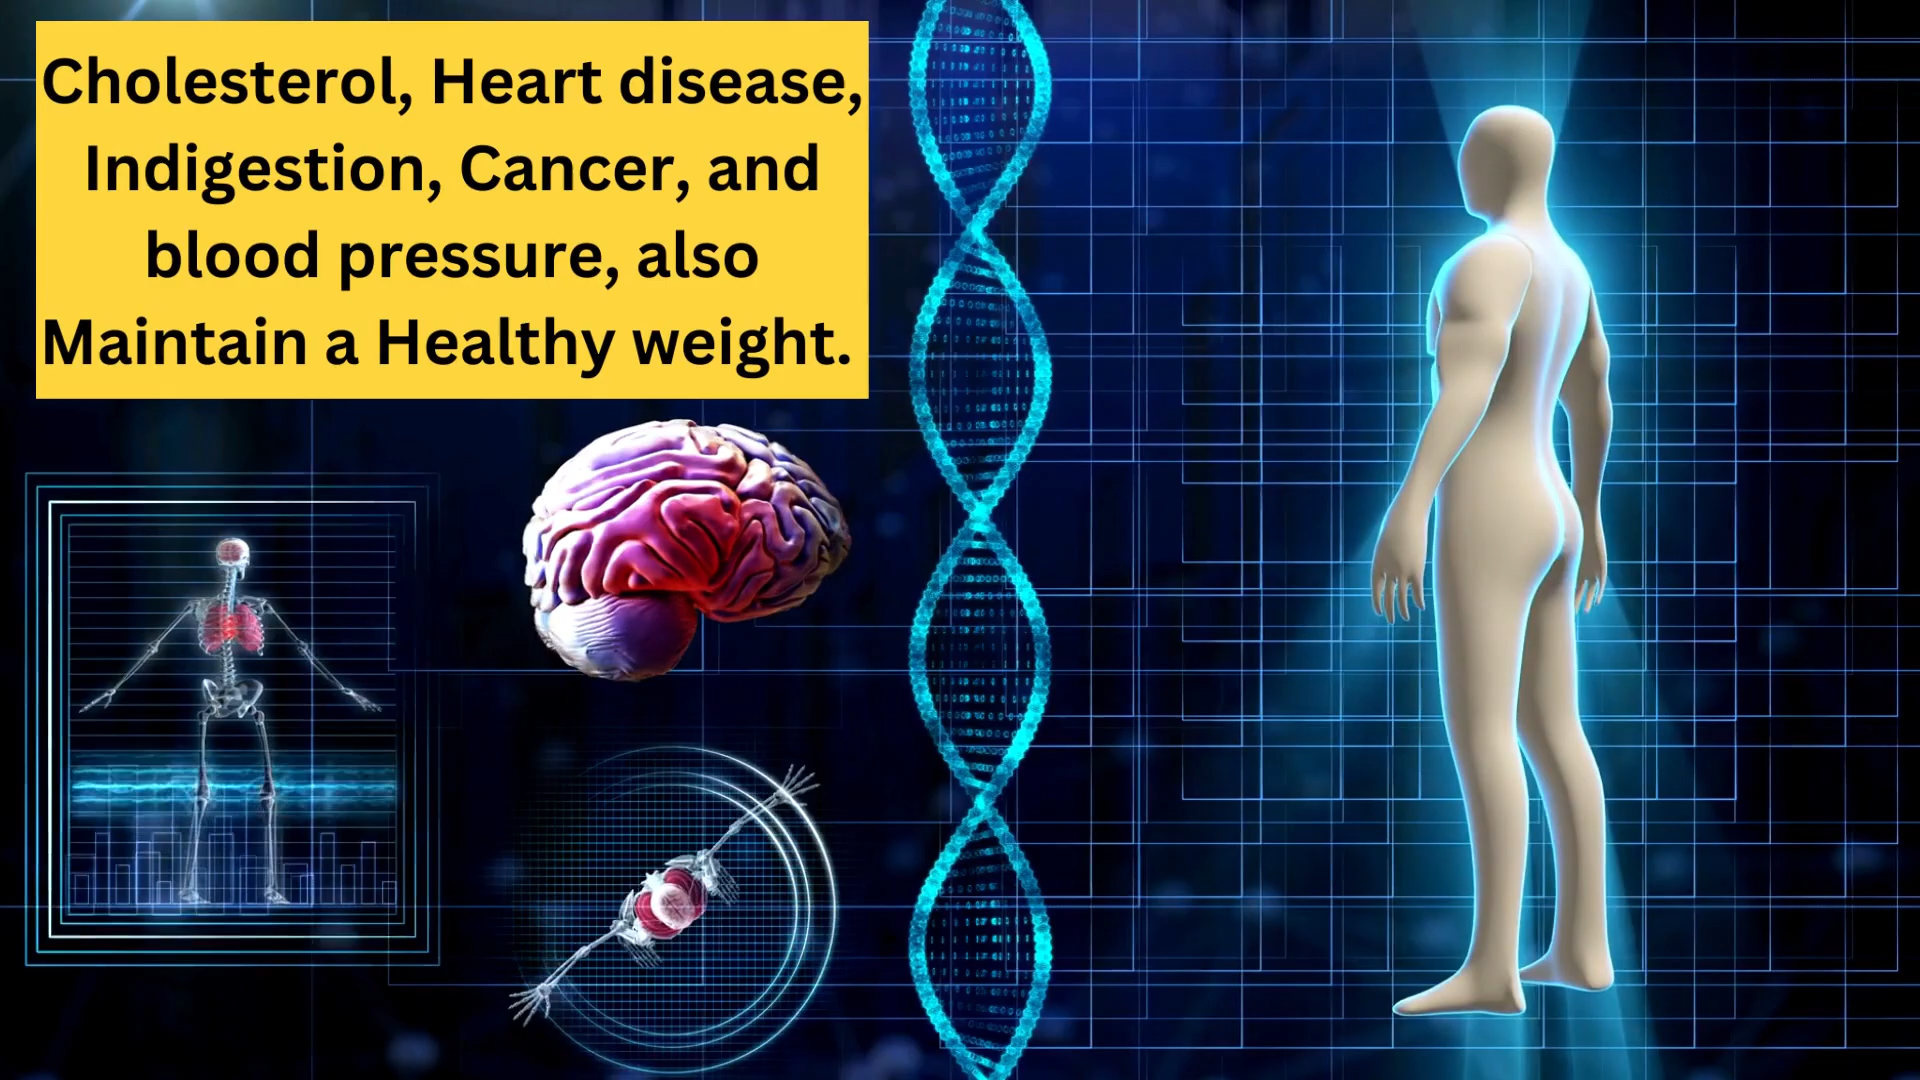 Cholesterol, Heart disease,
Indigestion, Cancer, and
blood pressure, also
Maintain a Healthy weight.